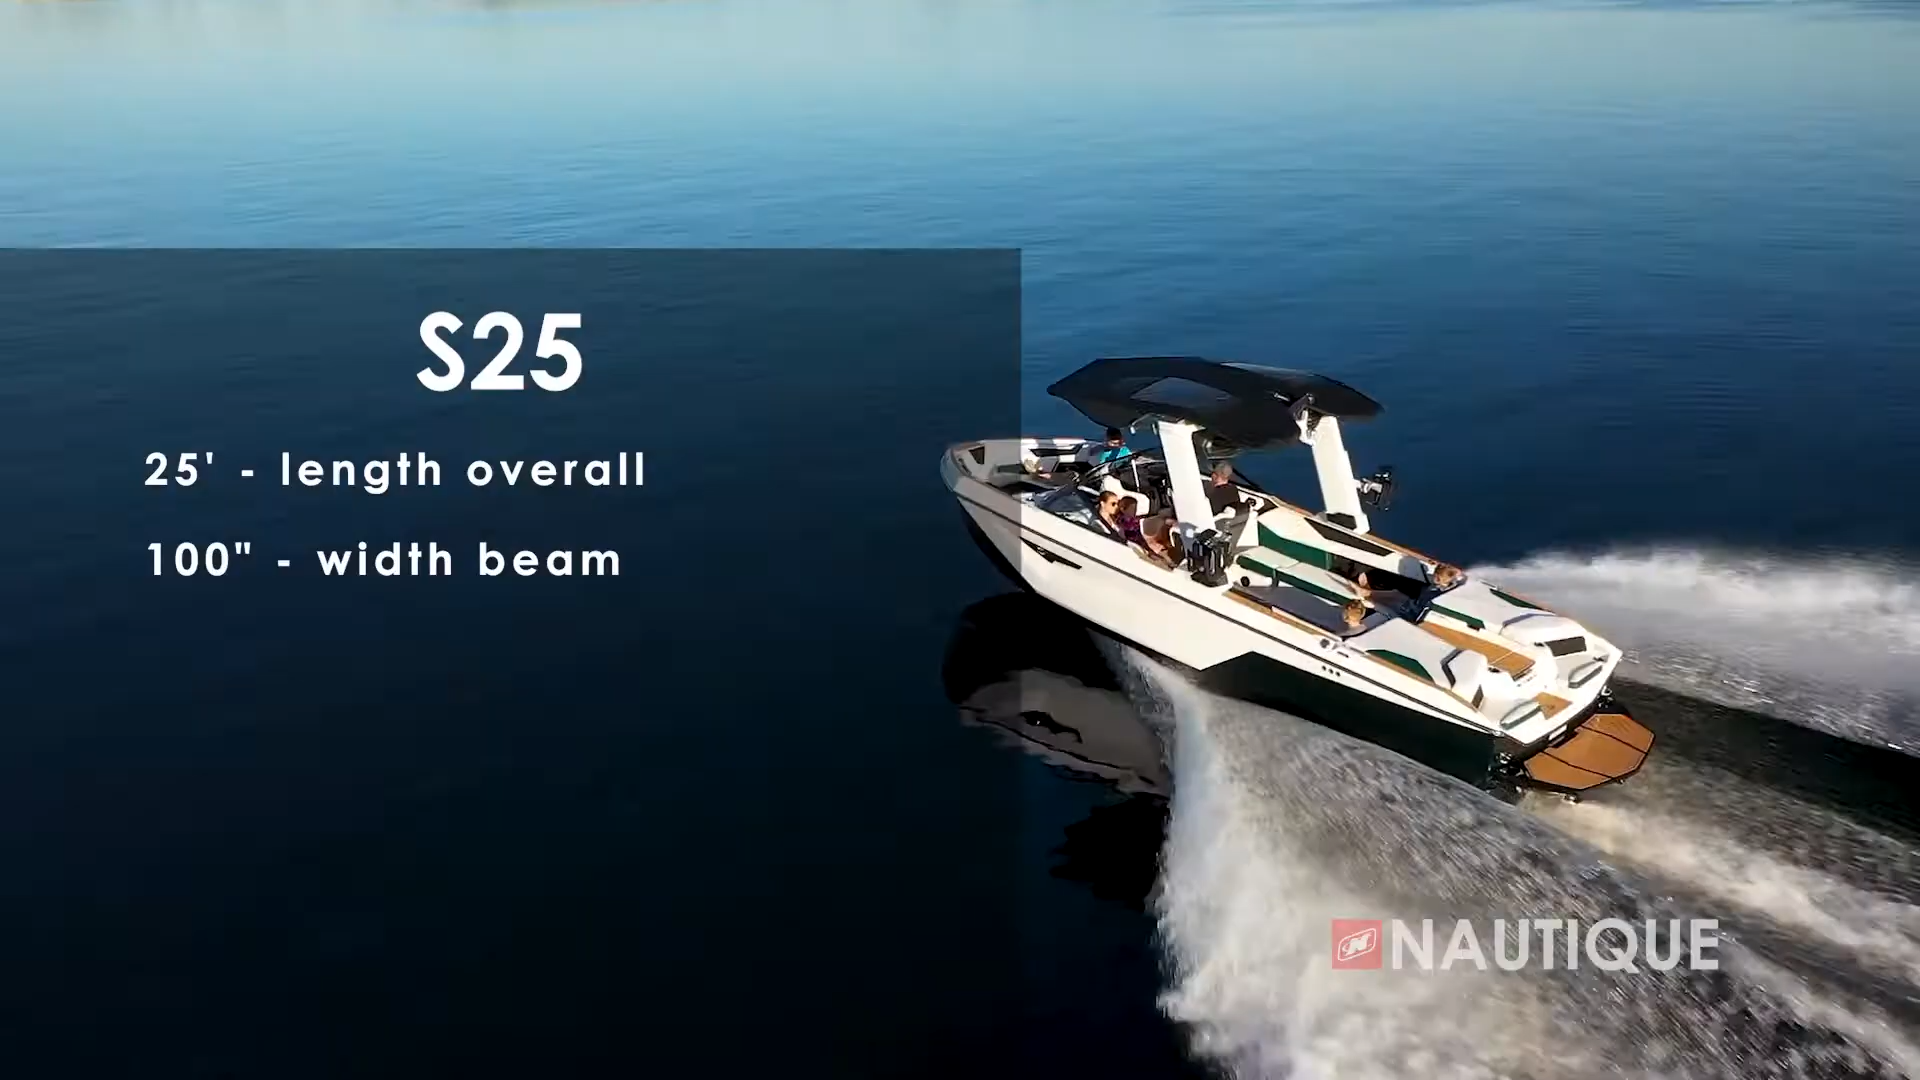 S25
25' - length overall
100" - width beam
NAUTIQUE